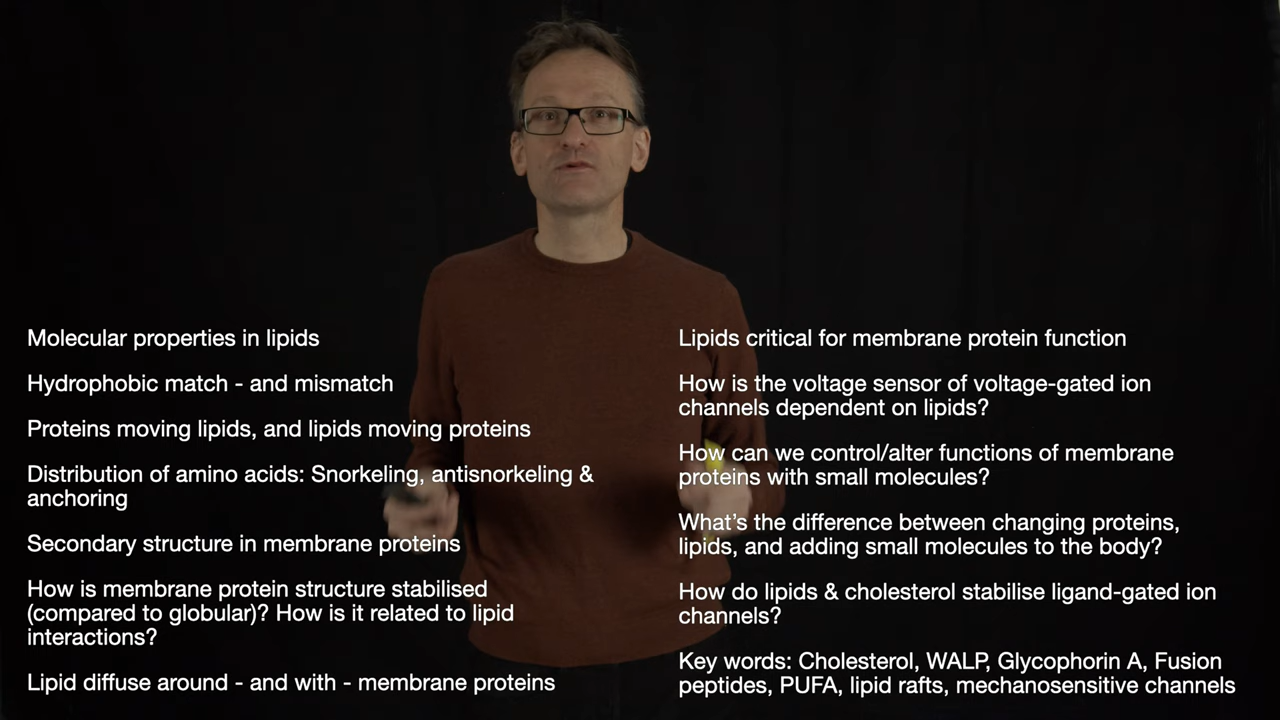 Molecular properties in lipids
Hydrophobic match - and mismatch
Proteins moving lipids, and lipids moving proteins
Distribution of amino acids: Snorkeling, antisnorkeling &
anchoring
Secondary structure in membrane proteins
How is membrane protein structure stabilised
(compared to globular)? How is it related to lipid
interactions?
Lipid diffuse around - and with - membrane proteins
Lipids critical for membrane protein function
How is the voltage sensor of voltage-gated ion
channels dependent on lipids?
How can we control/alter functions of membrane
proteins with small molecules?
What's the difference between changing proteins,
lipids, and adding small molecules to the body?
How do lipids & cholesterol stabilise ligand-gated ion
channels?
Key words: Cholesterol, WALP, Glycophorin A, Fusion
peptides, PUFA, lipid rafts, mechanosensitive channels